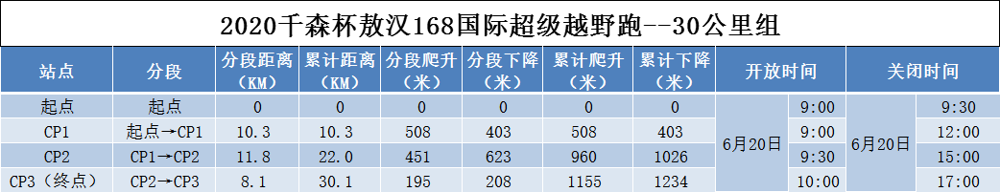 2020千森杯敖汉168国际超级越野跑--30公里组
站点 分段 分段距离（KM） 累计距离（KM） 分段爬升（米） 分段下降（米） 累计爬升（米） 累计下降（米） 开放时间 关闭时间
起点 起点 0 0 0 0 0 0 6月20日 9:00 6月20日 9:30
CP1 起点→CP1 10.3 10.3 508 403 508 403 9:00 12:00
CP2 CP1→CP2 11.8 22.0 451 623 960 1026 9:30 15:00
CP3（终点） CP2→CP3 8.1 30.1 195 208 1155 1234 10:00 17:00